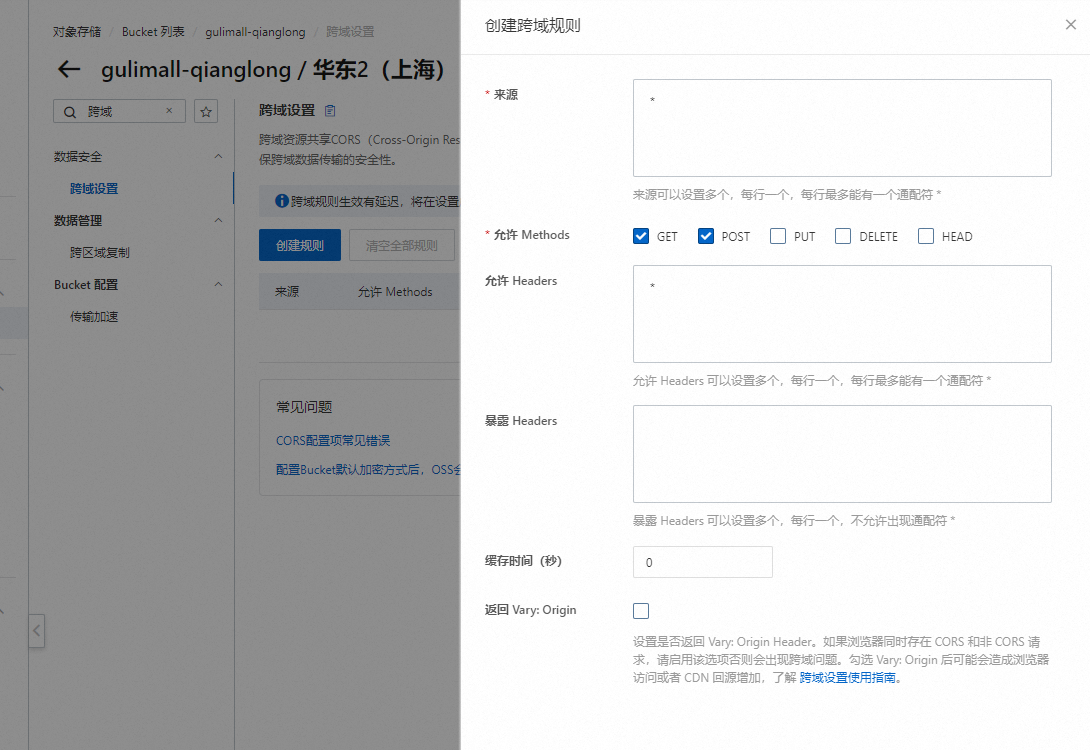 对象存储 / Bucket 列表 / gulimall-qianglong / 跨域设置
← gulimall-qianglong / 华东2（上海）
跨域 ×
数据安全
跨域设置
数据管理
跨区域复制
Bucket 配置
传输加速
跨域设置
跨域资源共享CORS（Cross-Origin Res
保跨域数据传输的安全性。
跨域规则生效有延迟，将在设置
创建规则 清空全部规则
来源 允许 Methods
常见问题
CORS配置项常见错误
配置Bucket默认加密方式后，OSS会
创建跨域规则 ×
* 来源
*
来源可以设置多个，每行一个，每行最多能有一个通配符 *
* 允许 Methods
GET POST PUT DELETE HEAD
允许 Headers
*
允许 Headers 可以设置多个，每行一个，每行最多能有一个通配符 *
暴露 Headers
暴露 Headers 可以设置多个，每行一个，不允许出现通配符 *
缓存时间（秒）
0
返回 Vary: Origin
设置是否返回 Vary: Origin Header。如果浏览器同时存在 CORS 和非 CORS 请
求，请启用该选项否则会出现跨域问题。勾选 Vary: Origin 后可能会造成浏览器
访问或者 CDN 回源增加，了解 跨域设置使用指南。